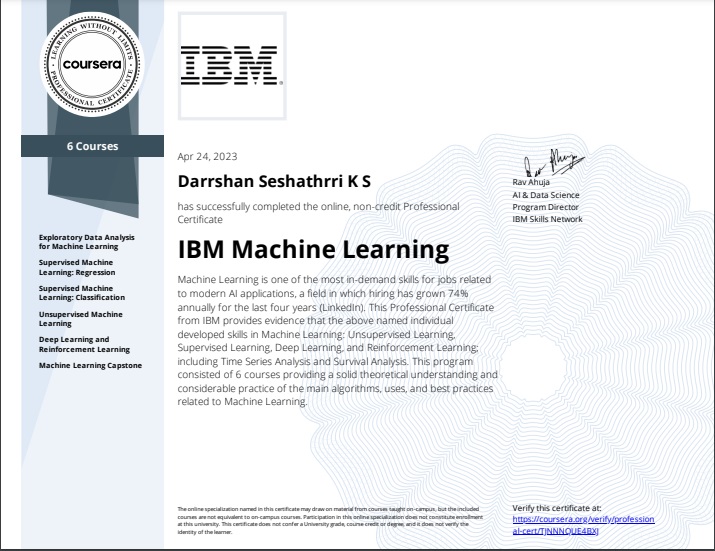 LEARNING WITHOUT LIMITS
coursera
PROFESSIONAL CERTIFICATE
6 Courses
Exploratory Data Analysis
for Machine Learning
Supervised Machine
Learning: Regression
Supervised Machine
Learning: Classification
Unsupervised Machine
Learning
Deep Learning and
Reinforcement Learning
Machine Learning Capstone
IBM®
Apr 24, 2023
Darrshan Seshathrri K S
has successfully completed the online, non-credit Professional
Certificate
IBM Machine Learning
Machine Learning is one of the most in-demand skills for jobs related
to modern AI applications, a field in which hiring has grown 74%
annually for the last four years (LinkedIn). This Professional Certificate
from IBM provides evidence that the above named individual
developed skills in Machine Learning: Unsupervised Learning,
Supervised Learning, Deep Learning, and Reinforcement Learning;
including Time Series Analysis and Survival Analysis. This program
consisted of 6 courses providing a solid theoretical understanding and
considerable practice of the main algorithms, uses, and best practices
related to Machine Learning.
Rav Ahuja
Rav Ahuja
AI & Data Science
Program Director
IBM Skills Network
The online specialization named in this certificate may draw on material from courses taught on-campus, but the included
courses are not equivalent to on-campus courses. Participation in this online specialization does not constitute enrollment
at this university. This certificate does not confer a University grade, course credit or degree, and it does not verify the
identity of the learner.
Verify this certificate at:
https://coursera.org/verify/profession
al-cert/TJNNNQUE4BXJ